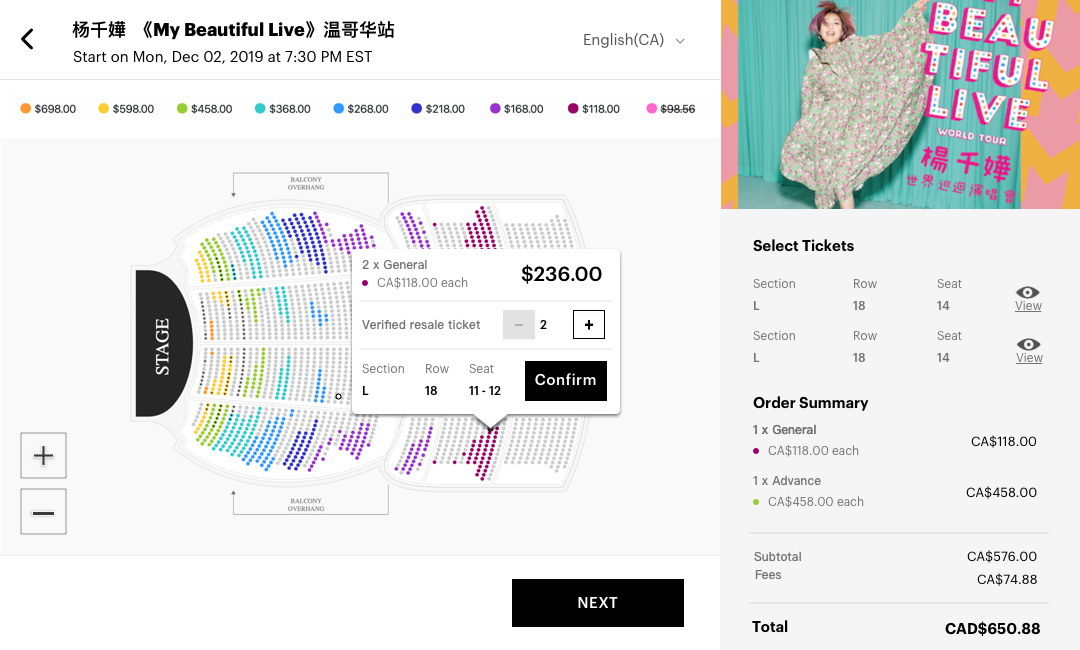 杨千嬅 《My Beautiful Live》温哥华站
Start on Mon, Dec 02, 2019 at 7:30 PM EST
English(CA)
$698.00 $598.00 $458.00 $368.00 $268.00 $218.00 $168.00 $118.00 $98.56
BALCONY
OVERHANG
STAGE
2 x General
CA$118.00 each
$236.00
Verified resale ticket
− 2 +
Section Row Seat
L 18 11 - 12
Confirm
BALCONY
OVERHANG
NEXT
BEAU
TIFUL
LIVE
WORLD TOUR
楊千嬅
世界巡迴演唱會
Select Tickets
Section Row Seat
L 18 14
View
Section Row Seat
L 18 14
View
Order Summary
1 x General
CA$118.00
CA$118.00 each
1 x Advance
CA$458.00
CA$458.00 each
Subtotal CA$576.00
Fees CA$74.88
Total CAD$650.88